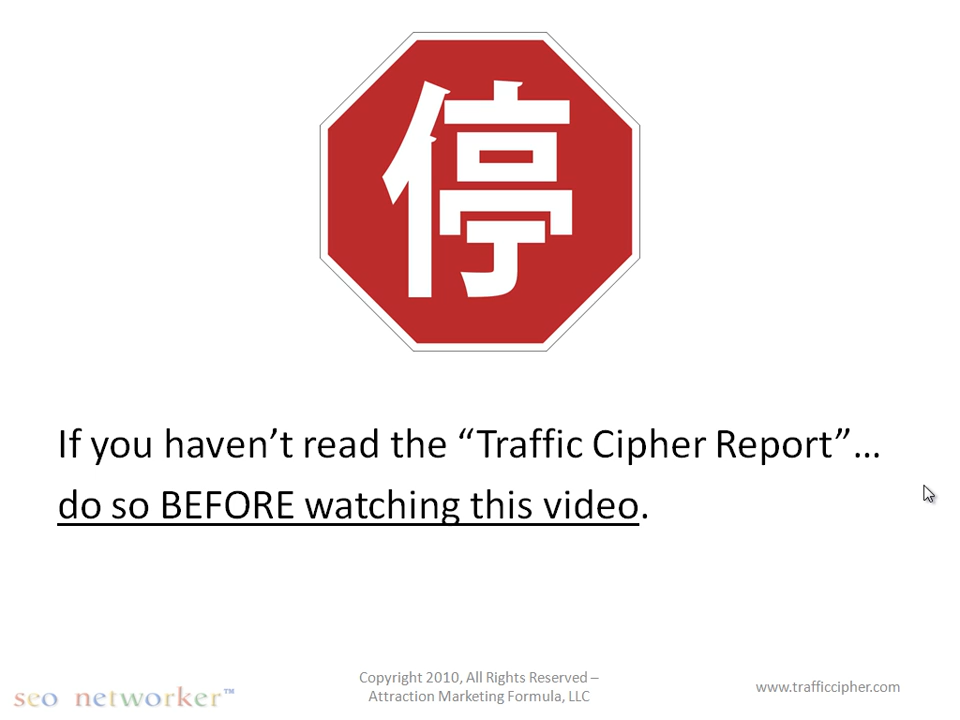 停
If you haven’t read the “Traffic Cipher Report”…
do so BEFORE watching this video.
seo networker™
Copyright 2010, All Rights Reserved –
Attraction Marketing Formula, LLC
www.trafficcipher.com